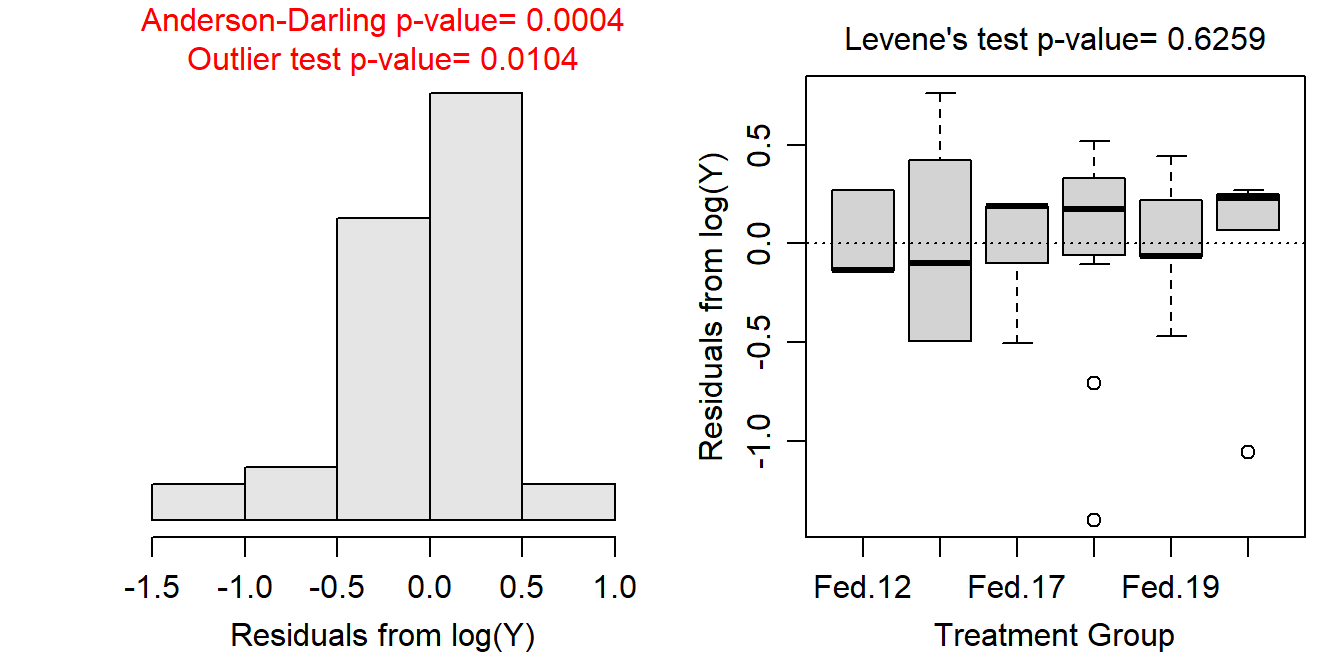 Anderson-Darling p-value= 0.0004
Outlier test p-value= 0.0104
-1.5 -1.0 -0.5 0.0 0.5 1.0
Residuals from log(Y)
Levene's test p-value= 0.6259
Residuals from log(Y)
0.5
0.0
-0.5
-1.0
Fed.12 Fed.17 Fed.19
Treatment Group